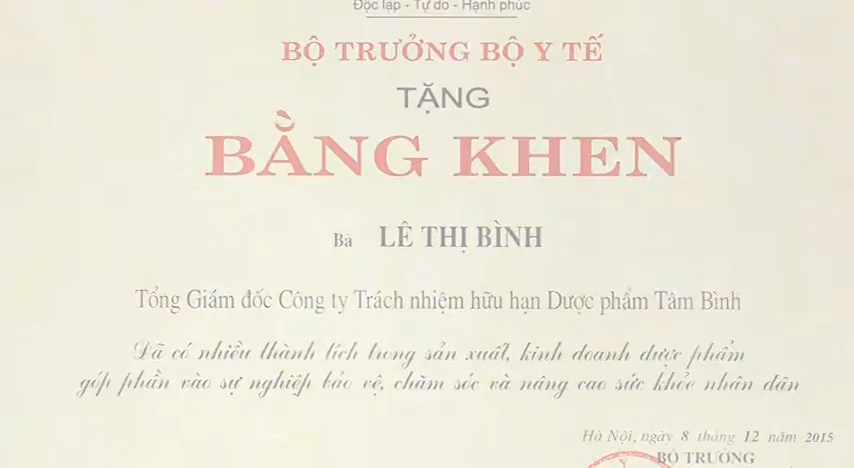 Độc lập - Tự do - Hạnh phúc
BỘ TRƯỞNG BỘ Y TẾ
TẶNG
BẰNG KHEN
Bà LÊ THỊ BÌNH
Tổng Giám đốc Công ty Trách nhiệm hữu hạn Dược phẩm Tâm Bình
Đã có nhiều thành tích trong sản xuất, kinh doanh dược phẩm
góp phần vào sự nghiệp bảo vệ, chăm sóc và nâng cao sức khỏe nhân dân
Hà Nội, ngày 8 tháng 12 năm 2015
BỘ TRƯỞNG
Y